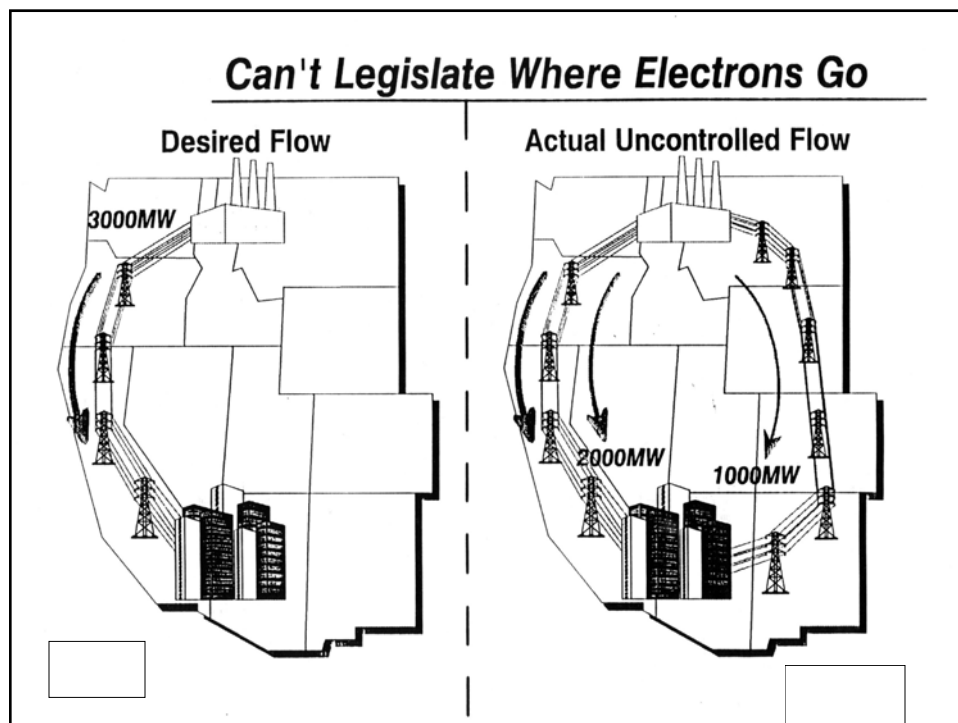 Can't Legislate Where Electrons Go
Desired Flow
3000MW
Actual Uncontrolled Flow
2000MW
1000MW